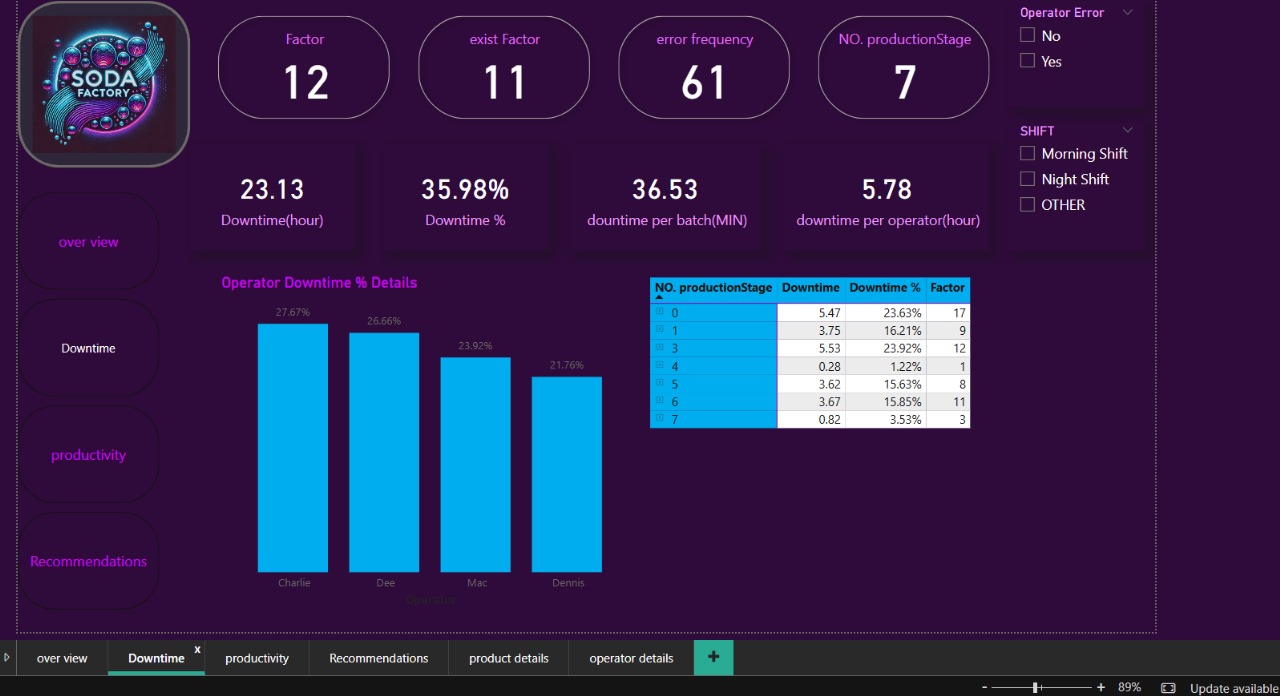 SODA
FACTORY
Factor
12
exist Factor
11
error frequency
61
NO. productionStage
7
Operator Error
No
Yes
SHIFT
Morning Shift
Night Shift
OTHER
23.13
Downtime(hour)
35.98%
Downtime %
36.53
dountime per batch(MIN)
5.78
downtime per operator(hour)
over view
Downtime
productivity
Recommendations
Operator Downtime % Details
27.67% 26.66% 23.92% 21.76%
Charlie Dee Mac Dennis
Operator
NO. productionStage Downtime Downtime % Factor
0 5.47 23.63% 17
1 3.75 16.21% 9
3 5.53 23.92% 12
4 0.28 1.22% 1
5 3.62 15.63% 8
6 3.67 15.85% 11
7 0.82 3.53% 3
over view Downtime x productivity Recommendations product details operator details +
- + 89% Update available